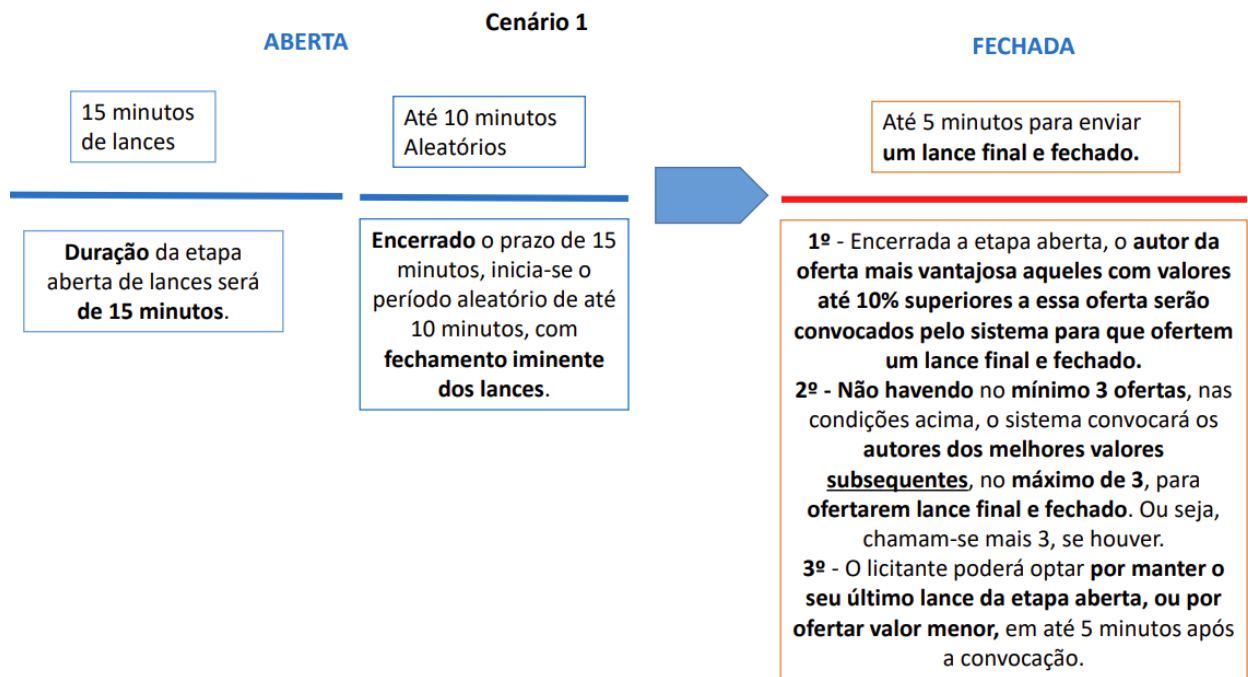 Cenário 1
ABERTA
15 minutos
de lances
Até 10 minutos
Aleatórios
Duração da etapa
aberta de lances será
de 15 minutos.
Encerrado o prazo de 15
minutos, inicia-se o
período aleatório de até
10 minutos, com
fechamento iminente
dos lances.
FECHADA
Até 5 minutos para enviar
um lance final e fechado.
1º - Encerrada a etapa aberta, o autor da
oferta mais vantajosa aqueles com valores
até 10% superiores a essa oferta serão
convocados pelo sistema para que ofertem
um lance final e fechado.
2º - Não havendo no mínimo 3 ofertas, nas
condições acima, o sistema convocará os
autores dos melhores valores
subsequentes, no máximo de 3, para
ofertarem lance final e fechado. Ou seja,
chamam-se mais 3, se houver.
3º - O licitante poderá optar por manter o
seu último lance da etapa aberta, ou por
ofertar valor menor, em até 5 minutos após
a convocação.